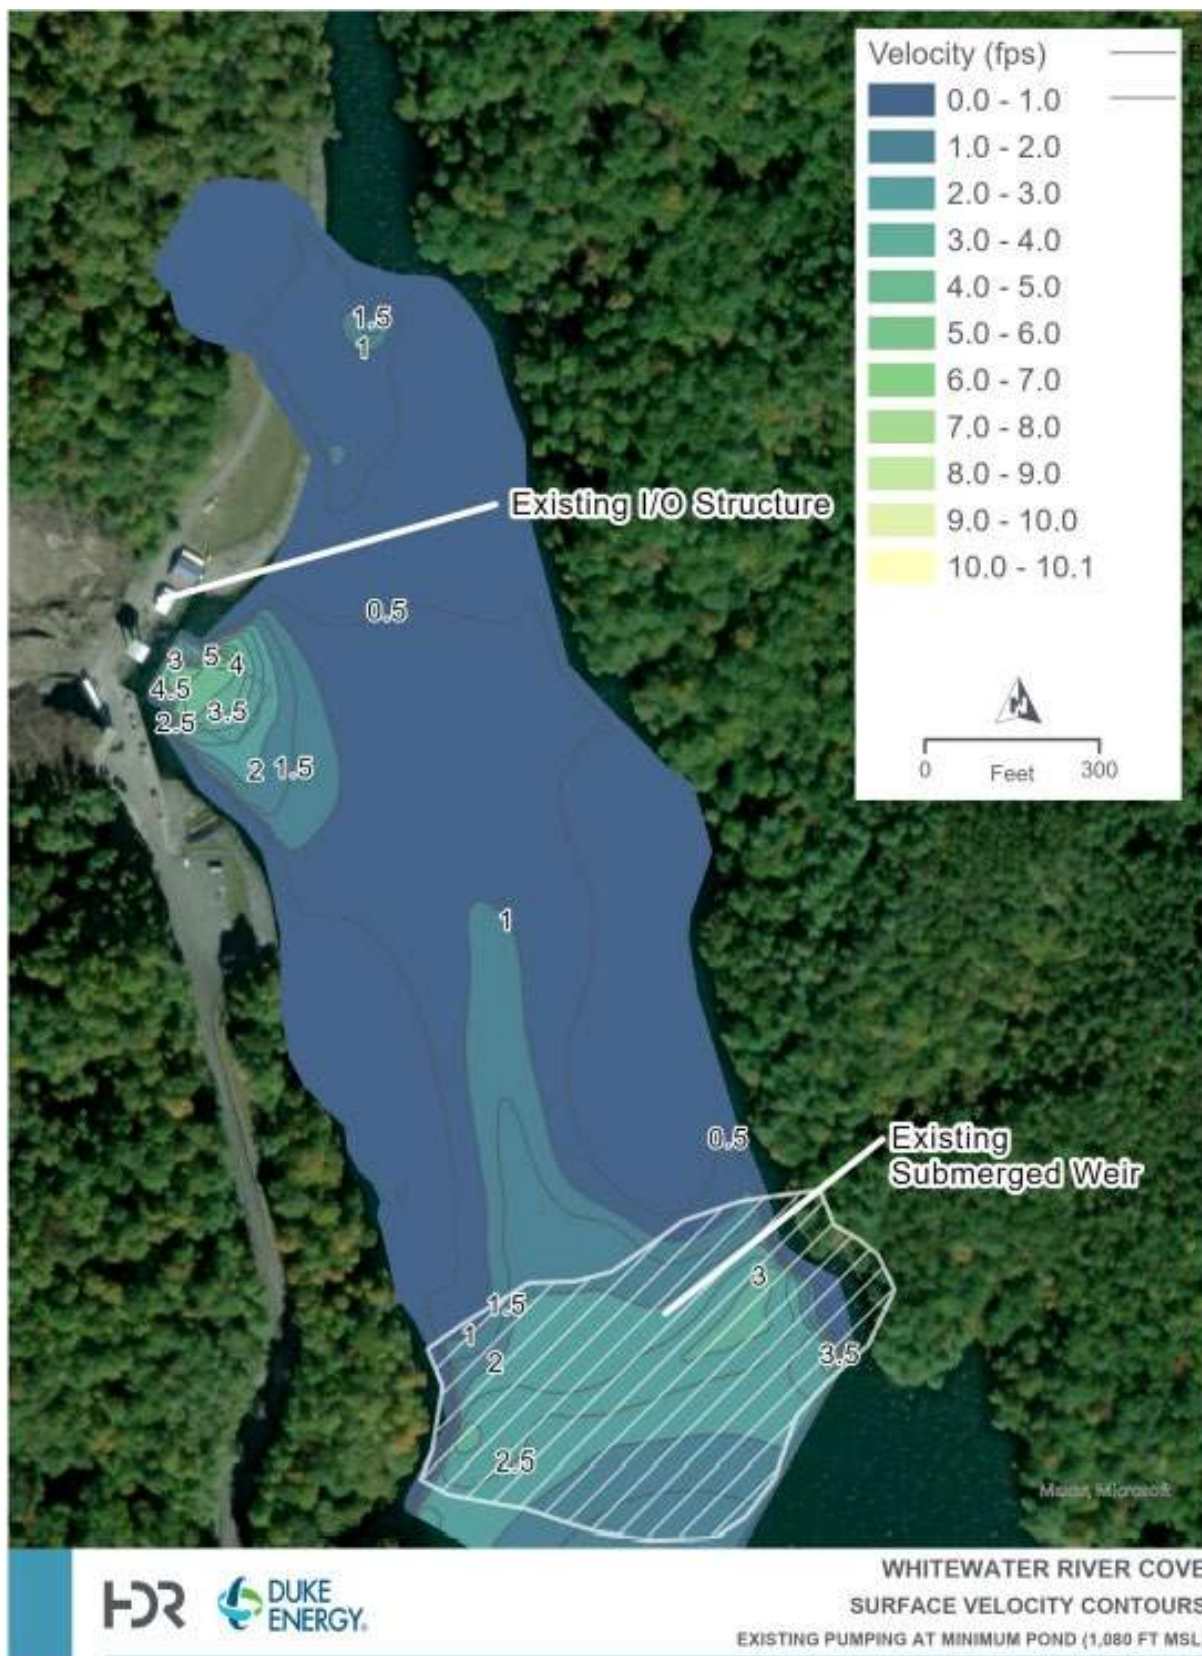 Velocity (fps)
0.0 - 1.0
1.0 - 2.0
2.0 - 3.0
3.0 - 4.0
4.0 - 5.0
5.0 - 6.0
6.0 - 7.0
7.0 - 8.0
8.0 - 9.0
9.0 - 10.0
10.0 - 10.1
0 Feet 300
1.5
1
Existing I/O Structure
0.5
3 5 4
4.5
2.5 3.5
2 1.5
1
0.5
Existing
Submerged Weir
3
1.5
1
2
3.5
2.5
Maxar, Microsoft
HDR
DUKE
ENERGY®
WHITEWATER RIVER COVE
SURFACE VELOCITY CONTOURS
EXISTING PUMPING AT MINIMUM POND (1,080 FT MSL